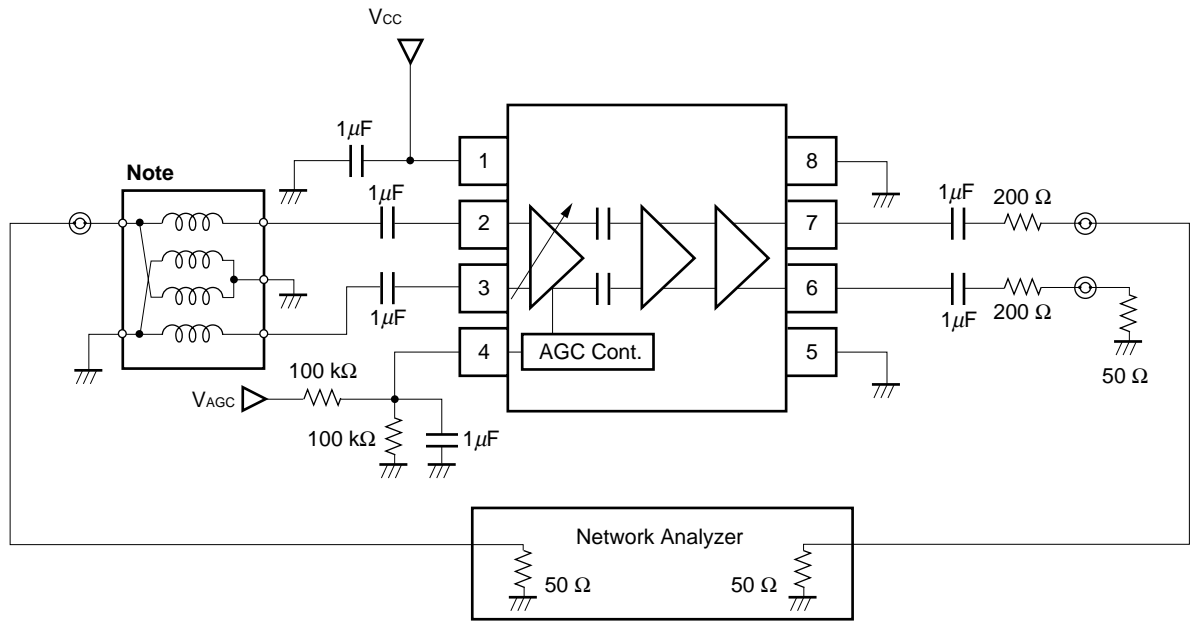 VCC
1μF
Note
1 8
1μF 1μF 200 Ω
2 7
3 6
1μF 1μF 200 Ω
4 AGC Cont. 5
100 kΩ 50 Ω
VAGC
100 kΩ 1μF
Network Analyzer
50 Ω 50 Ω